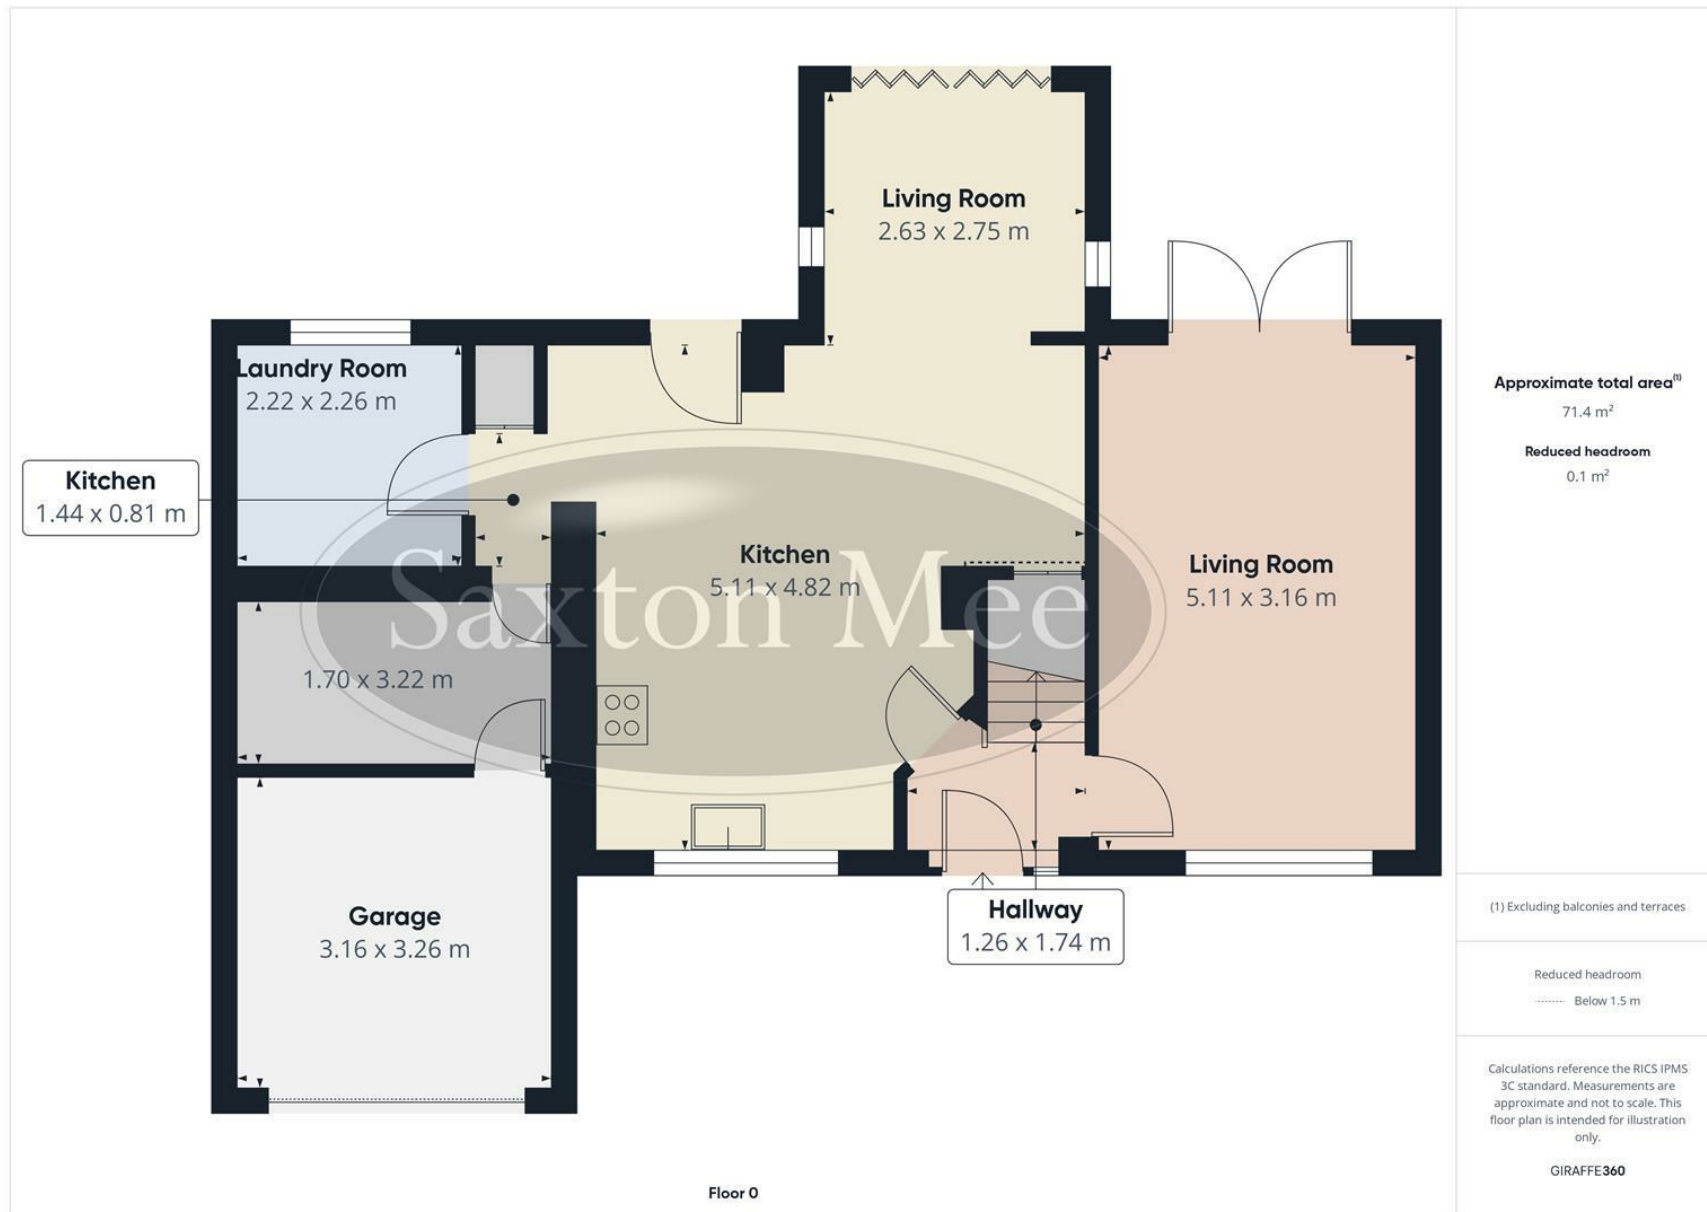 Living Room
2.63 x 2.75 m
Laundry Room
2.22 x 2.26 m
Kitchen
1.44 x 0.81 m
Kitchen
5.11 x 4.82 m
Living Room
5.11 x 3.16 m
Saxton Mee
1.70 x 3.22 m
Garage
3.16 x 3.26 m
Hallway
1.26 x 1.74 m
Floor 0
Approximate total area(1)
71.4 m²
Reduced headroom
0.1 m²
(1) Excluding balconies and terraces
Reduced headroom
Below 1.5 m
Calculations reference the RICS IPMS
3C standard. Measurements are
approximate and not to scale. This
floor plan is intended for illustration
only.
GIRAFFE360